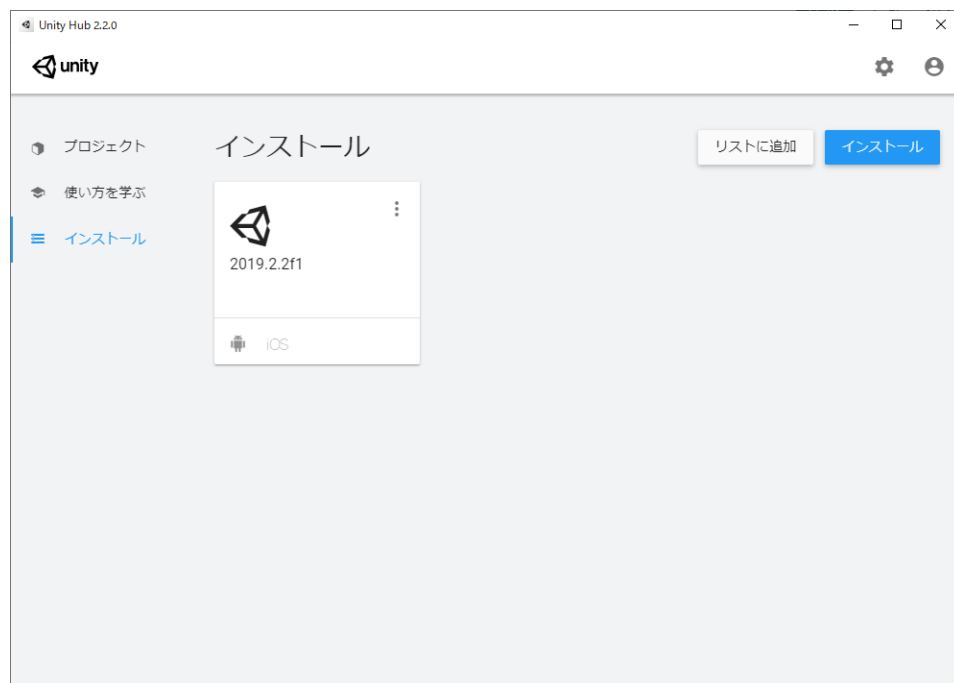 Unity Hub 2.2.0
unity
プロジェクト
使い方を学ぶ
インストール
インストール
リストに追加
インストール
2019.2.2f1
iOS